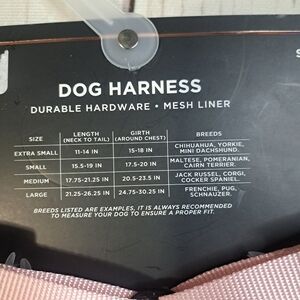 DOG HARNESS
DURABLE HARDWARE • MESH LINER
SIZE LENGTH (NECK TO TAIL) GIRTH (AROUND CHEST) BREEDS
EXTRA SMALL 11-14 IN 15-18 IN CHIHUAHUA, YORKIE, MINI DACHSHUND.
SMALL 15.5-19 IN 17.5-20 IN MALTESE, POMERANIAN, CAIRN TERRIER.
MEDIUM 17.75-21.25 IN 20.5-23.5 IN JACK RUSSEL, CORGI, COCKER SPANIEL.
LARGE 21.25-26.25 IN 24.75-30.25 IN FRENCHIE, PUG, SCHNAUZER.
BREEDS LISTED ARE EXAMPLES, IT IS ALWAYS RECOMMENDED
TO MEASURE YOUR DOG TO ENSURE A PROPER FIT.